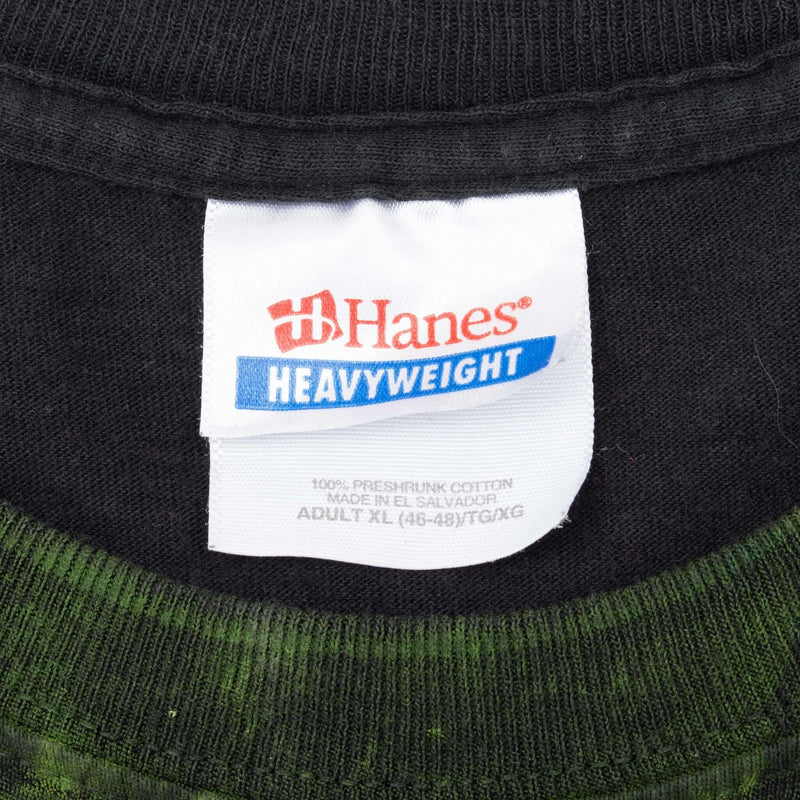 Hanes®
HEAVYWEIGHT
100% PRESHRUNK COTTON
MADE IN EL SALVADOR
ADULT XL (46-48)/TG/XG